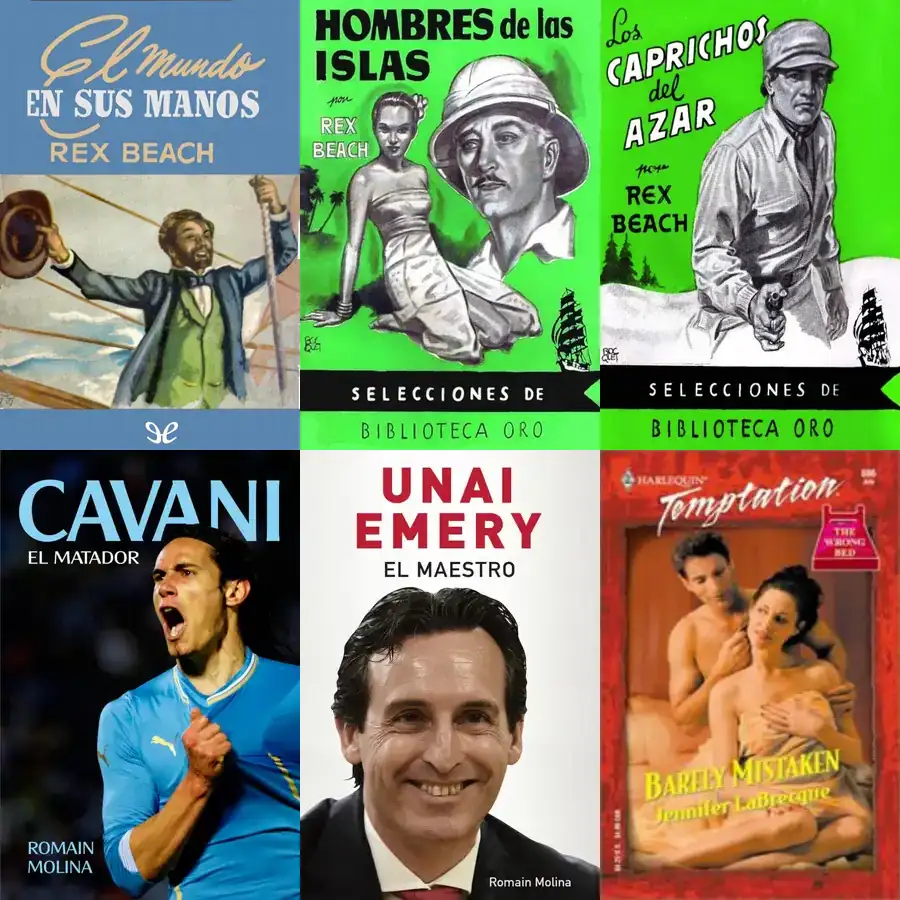 El mundo
EN SUS MANOS
REX BEACH
HOMBRES de las
ISLAS
por
REX
BEACH
SELECCIONES DE
BIBLIOTECA ORO
Los
CAPRICHOS
del
AZAR
por
REX
BEACH
SELECCIONES DE
BIBLIOTECA ORO
CAVANI
EL MATADOR
ROMAIN
MOLINA
UNAI
EMERY
EL MAESTRO
Romain Molina
HARLEQUIN
Temptation
THE
WRONG
BED
BARELY MISTAKEN
Jennifer LaBrecque